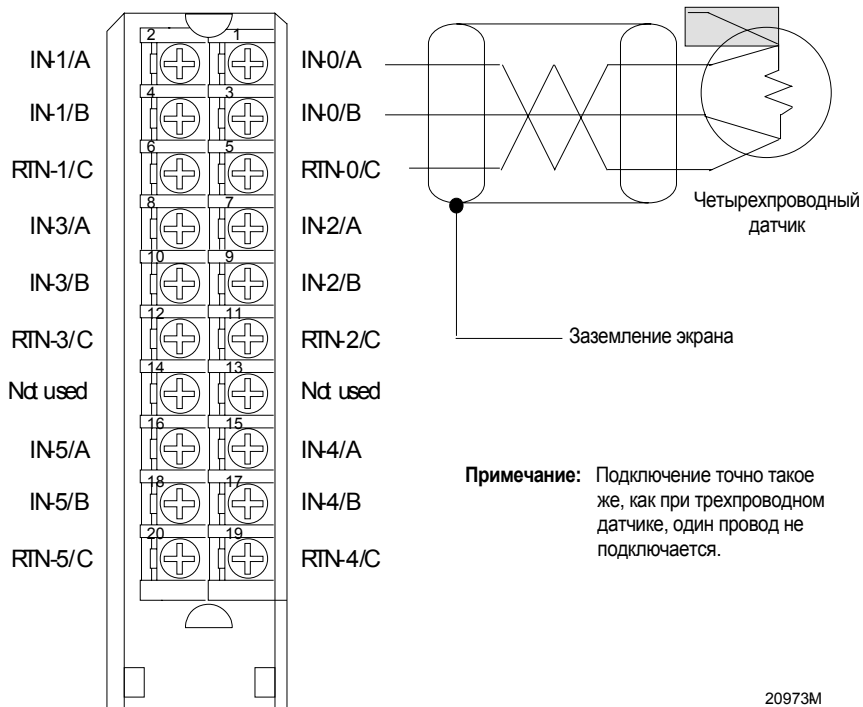 2 1
IN-1/A IN-0/A
4 3
IN-1/B IN-0/B
6 5
RTN-1/C RTN-0/C
8 7
IN-3/A IN-2/A
10 9
IN-3/B IN-2/B
12 11
RTN-3/C RTN-2/C
14 13
Not used Not used
16 15
IN-5/A IN-4/A
18 17
IN-5/B IN-4/B
20 19
RTN-5/C RTN-4/C
Четырехпроводный
датчик
Заземление экрана
Примечание: Подключение точно такое
же, как при трехпроводном
датчике, один провод не
подключается.
20973M